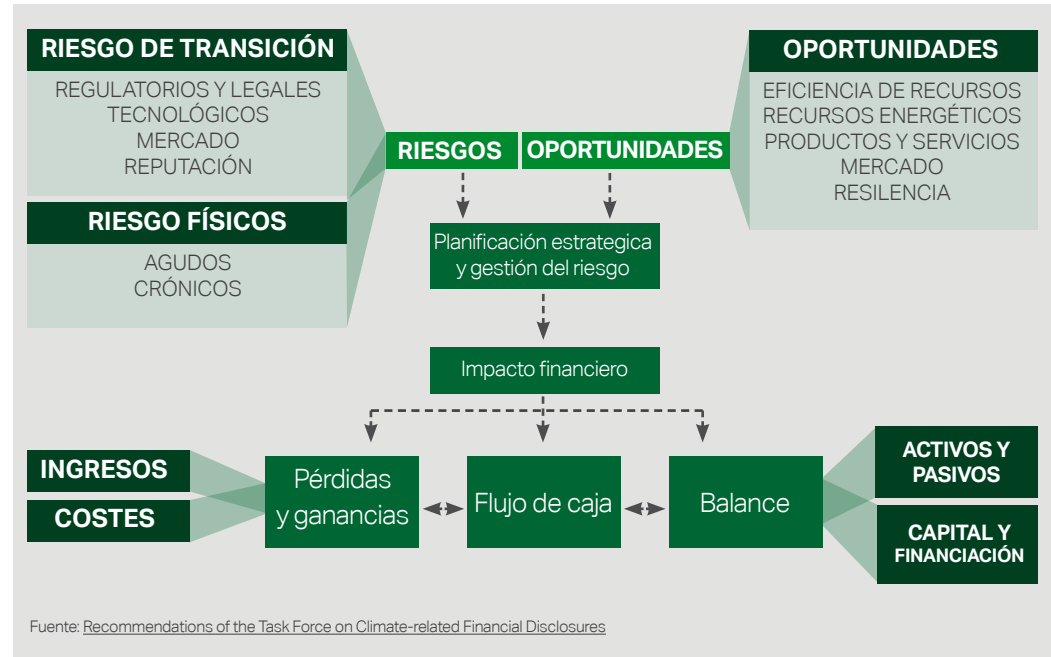 RIESGO DE TRANSICIÓN
REGULATORIOS Y LEGALES
TECNOLÓGICOS
MERCADO
REPUTACIÓN
RIESGO FÍSICOS
AGUDOS
CRÓNICOS
RIESGOS
OPORTUNIDADES
OPORTUNIDADES
EFICIENCIA DE RECURSOS
RECURSOS ENERGÉTICOS
PRODUCTOS Y SERVICIOS
MERCADO
RESILENCIA
Planificación estrategica
y gestión del riesgo
Impacto financiero
INGRESOS
COSTES
Pérdidas
y ganancias
Flujo de caja
Balance
ACTIVOS Y
PASIVOS
CAPITAL Y
FINANCIACIÓN
Fuente: Recommendations of the Task Force on Climate-related Financial Disclosures